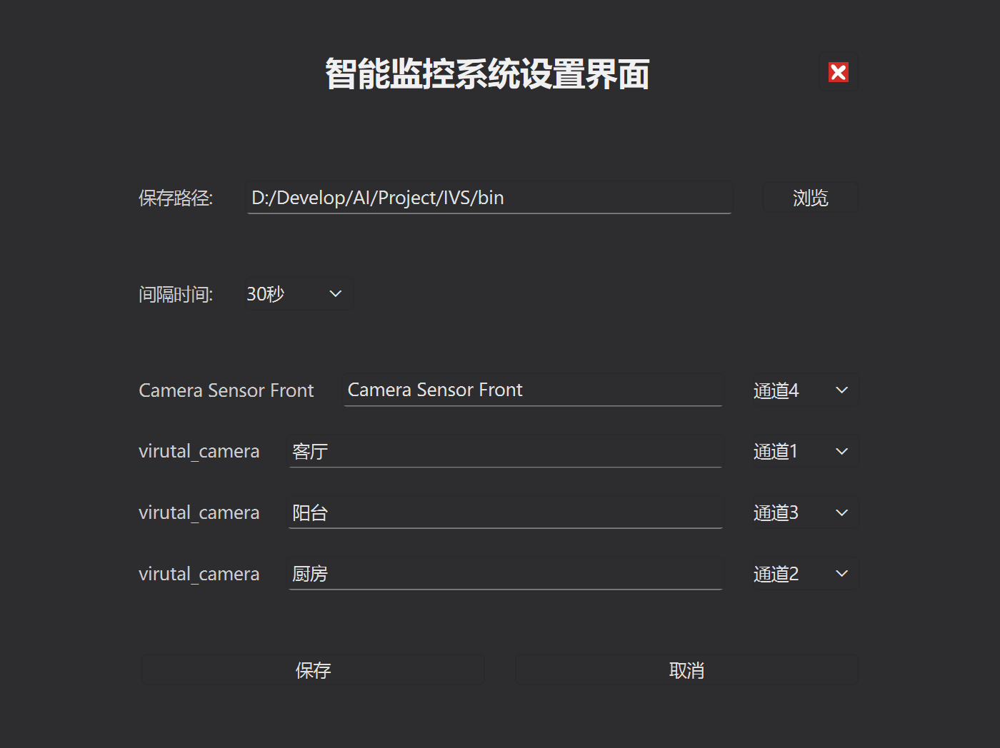 智能监控系统设置界面
保存路径: D:/Develop/AI/Project/IVS/bin 浏览
间隔时间: 30秒
Camera Sensor Front Camera Sensor Front 通道4
virutal_camera 客厅 通道1
virutal_camera 阳台 通道3
virutal_camera 厨房 通道2
保存 取消